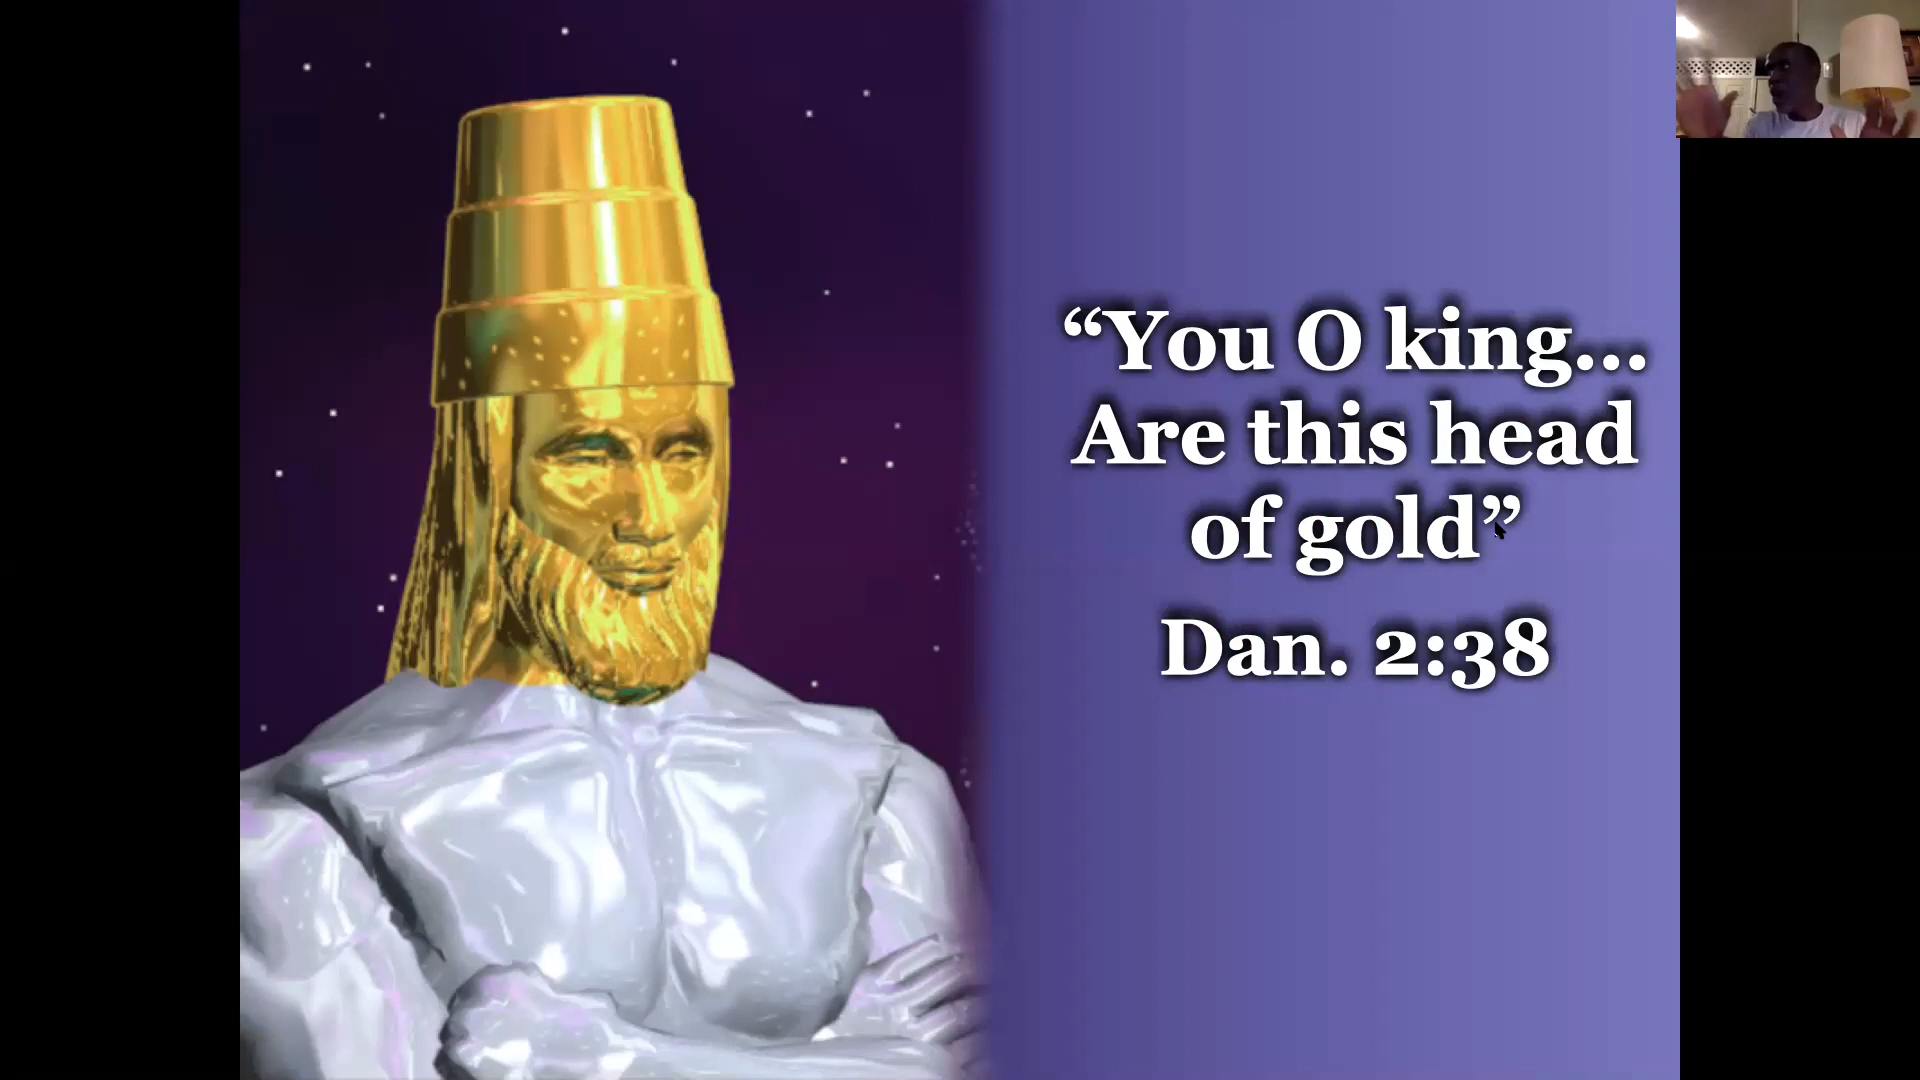 “You O king...
Are this head
of gold”
Dan. 2:38